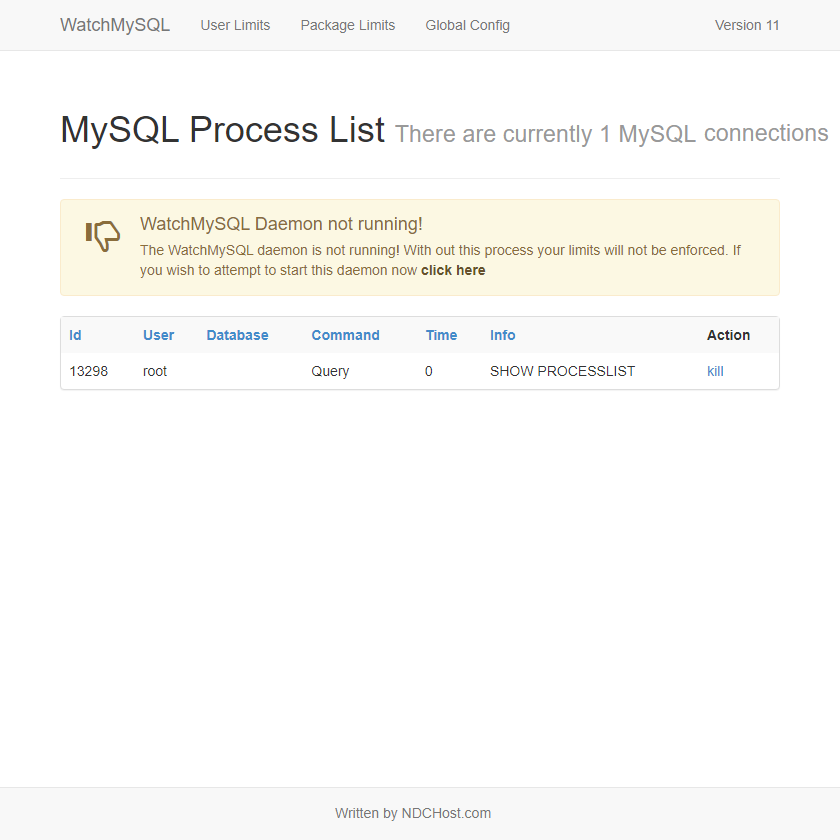 WatchMySQL User Limits Package Limits Global Config Version 11
MySQL Process List There are currently 1 MySQL connections
WatchMySQL Daemon not running!
The WatchMySQL daemon is not running! With out this process your limits will not be enforced. If
you wish to attempt to start this daemon now click here
Id User Database Command Time Info Action
13298 root Query 0 SHOW PROCESSLIST kill
Written by NDCHost.com